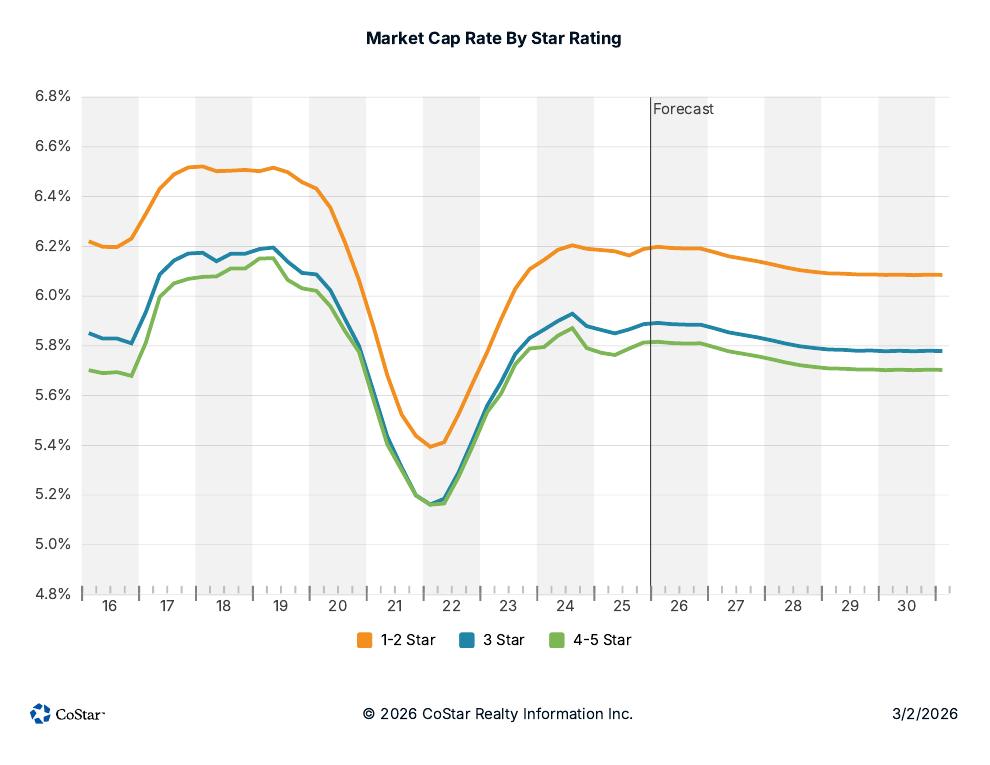 Market Cap Rate By Star Rating
6.8%
Forecast
6.6%
6.4%
6.2%
6.0%
5.8%
5.6%
5.4%
5.2%
5.0%
4.8%
16 17 18 19 20 21 22 23 24 25 26 27 28 29 30
1-2 Star 3 Star 4-5 Star
CoStar™ © 2026 CoStar Realty Information Inc. 3/2/2026